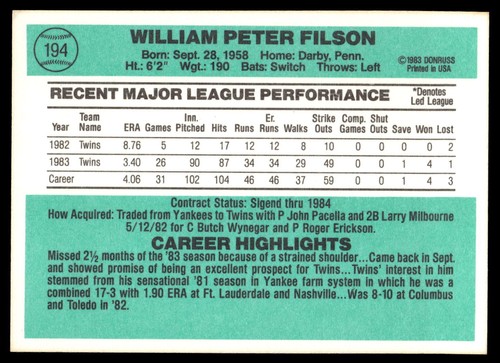 194
WILLIAM PETER FILSON
Born: Sept. 28, 1958 Home: Darby, Penn.
Ht.: 6'2" Wgt.: 190 Bats: Switch Throws: Left
©1983 DONRUSS
Printed in USA
RECENT MAJOR LEAGUE PERFORMANCE
*Denotes
Led League
Year Team Name ERA Games Inn. Pitched Hits Runs Er. Runs Walks Strike Outs Comp. Games Shut Outs Save Won Lost
1982 Twins 8.76 5 12 17 12 12 8 10 0 0 0 0 2
1983 Twins 3.40 26 90 87 34 34 29 49 0 0 1 4 1
Career 4.06 31 102 104 46 46 37 59 0 0 1 4 3
Contract Status: Sigend thru 1984
How Acquired: Traded from Yankees to Twins with P John Pacella and 2B Larry Milbourne
5/12/82 for C Butch Wynegar and P Roger Erickson.
CAREER HIGHLIGHTS
Missed 2½ months of the '83 season because of a strained shoulder...Came back in Sept.
and showed promise of being an excellent prospect for Twins...Twins' interest in him
stemmed from his sensational '81 season in Yankee farm system in which he was a
combined 17-3 with 1.90 ERA at Ft. Lauderdale and Nashville...Was 8-10 at Columbus
and Toledo in '82.